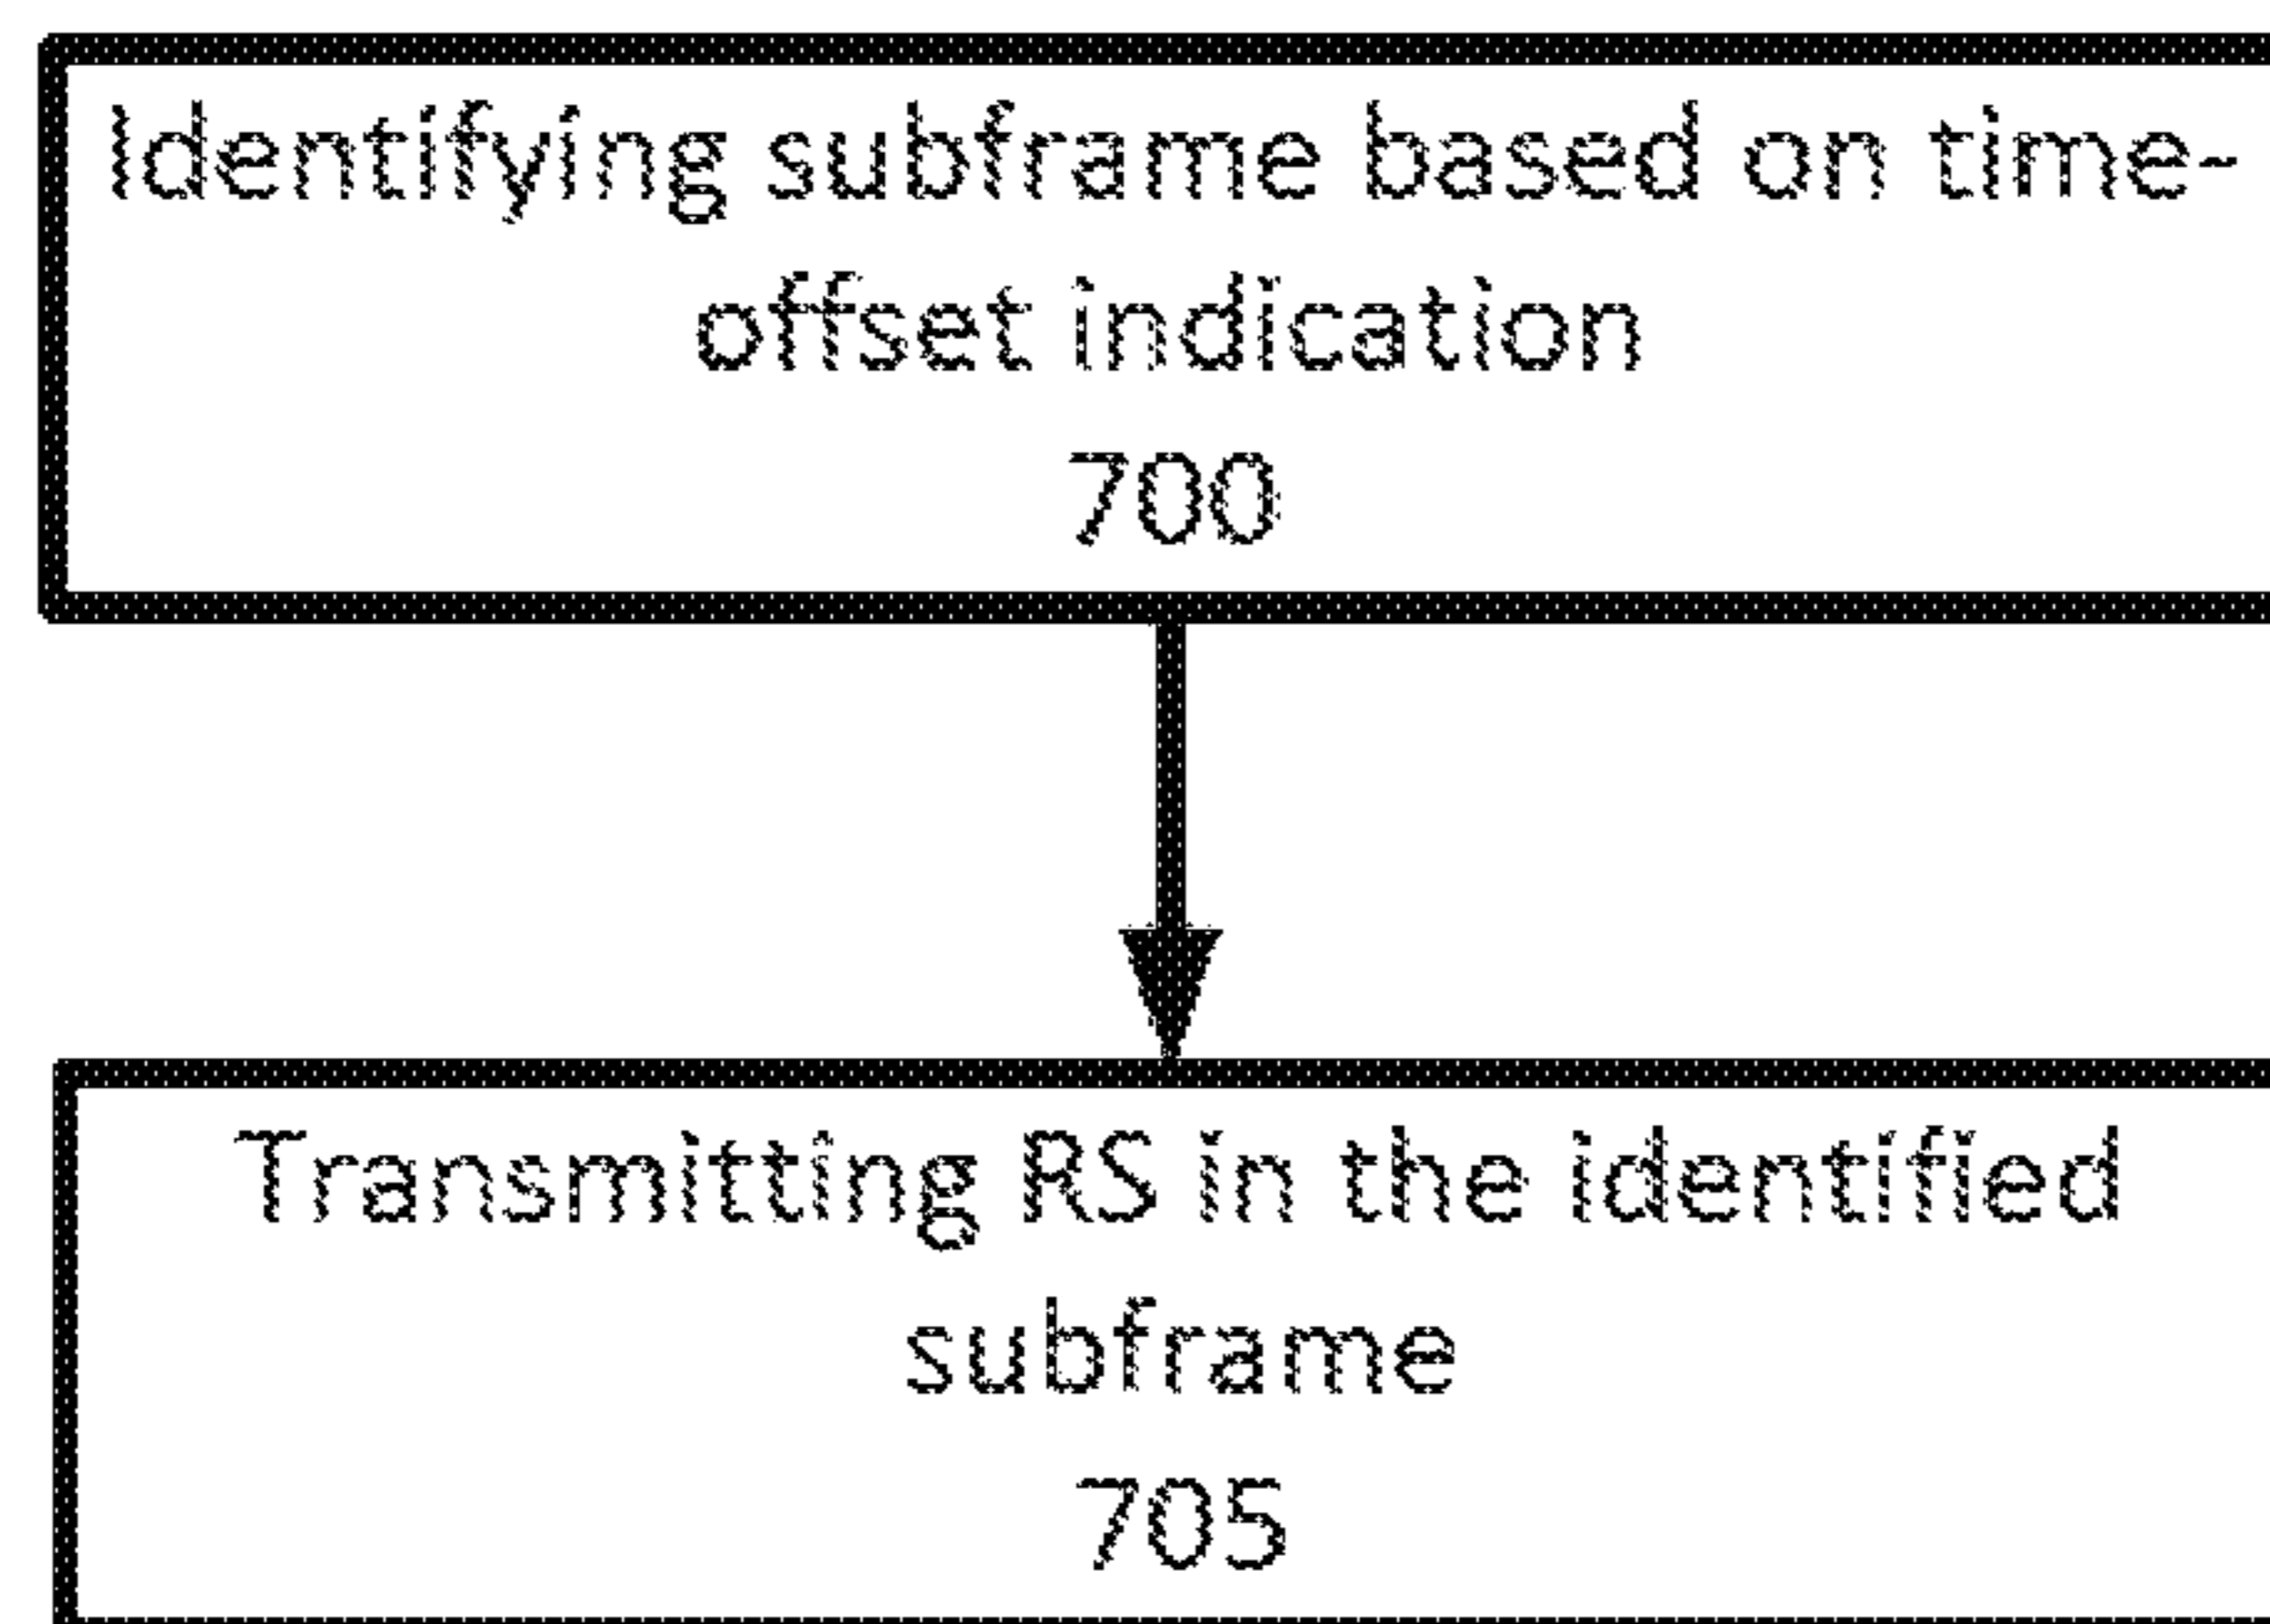 Identifying subframe based on time-
offset indication
700
Transmitting RS in the identified
subframe
705